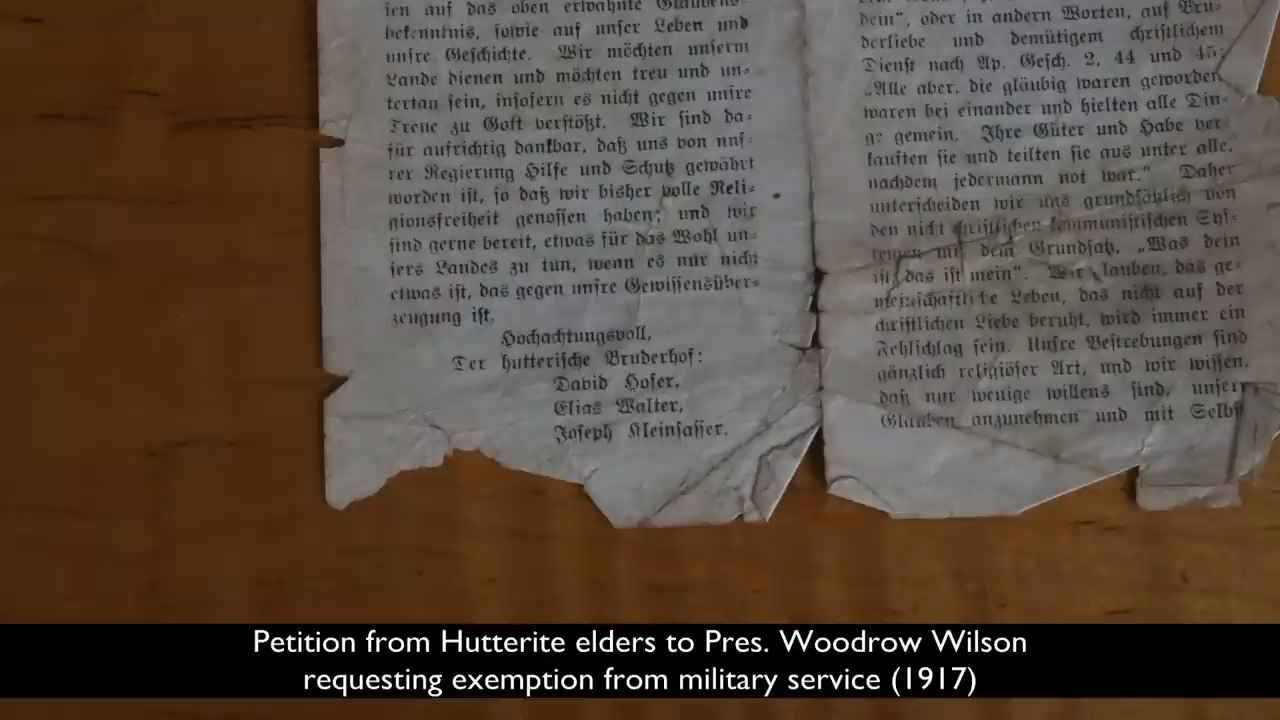 sen auf das oben erwähnte Glaubens-
bekenntnis, sowie auf unser Leben und
unsre Geschichte. Wir möchten unserm
Lande dienen und möchten treu und un-
tertan sein, insofern es nicht gegen unsre
Treue zu Gott verstößt. Wir sind da-
für aufrichtig dankbar, daß uns von uns-
rer Regierung Hilfe und Schutz gewährt
worden ist, so daß wir bisher volle Reli-
gionsfreiheit genossen haben; und wir
sind gerne bereit, etwas für das Wohl un-
sers Landes zu tun, wenn es nur nicht
etwas ist, das gegen unsre Gewissensüber-
zeugung ist.
Hochachtungsvoll,
Der hutterische Bruderhof:
David Hofer,
Elias Walter,
Joseph Kleinsasser.
dein", oder in andern Worten, auf Bru-
derliebe und demütigem christlichem
Dienst nach Ap. Gesch. 2, 44 und 45:
„Alle aber, die gläubig waren geworden
waren bei einander und hielten alle Din-
ge gemein. Ihre Güter und Habe ver
kauften sie und teilten sie aus unter alle,
nachdem jedermann not war." Daher
unterscheiden wir uns grundsätzlich von
den nicht christlichen kommunistischen Sys-
temen mit dem Grundsatz, „Was dein
ist, das ist mein". Wir glauben, das ge-
meinschaftliche Leben, das nicht auf der
christlichen Liebe beruht, wird immer ein
Fehlschlag sein. Unsre Bestrebungen sind
gänzlich religiöser Art, und wir wissen,
daß nur wenige willens sind, unsern
Glauben anzunehmen und mit Selbst
Petition from Hutterite elders to Pres. Woodrow Wilson
requesting exemption from military service (1917)